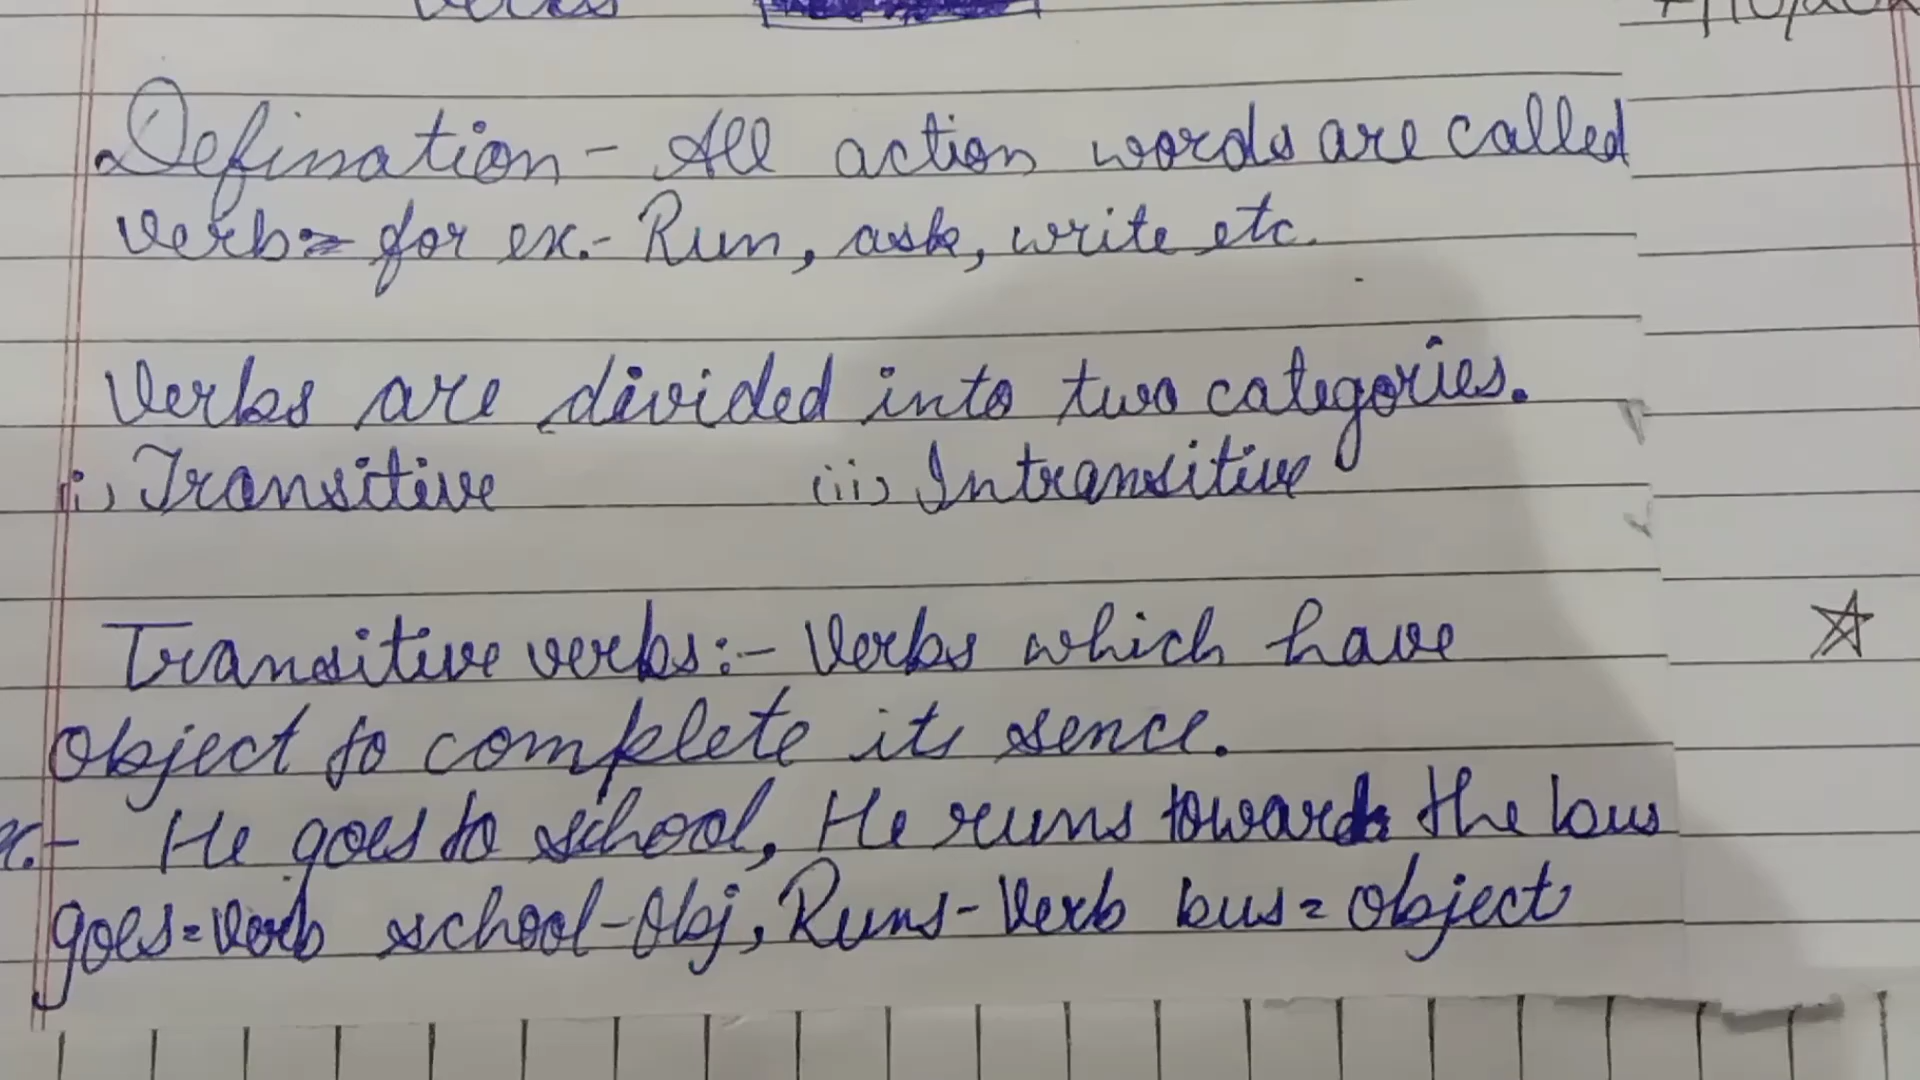 verbs
Defination - All action words are called
verb= for ex.- Run, ask, write etc.
Verbs are divided into two categories.
(i) Transitive (ii) Intransitive
Transitive verbs:- Verbs which have
object to complete its sence.
x.- He goes to school, He runs towards the bus
goes=verb school-Obj, Runs-Verb bus=object